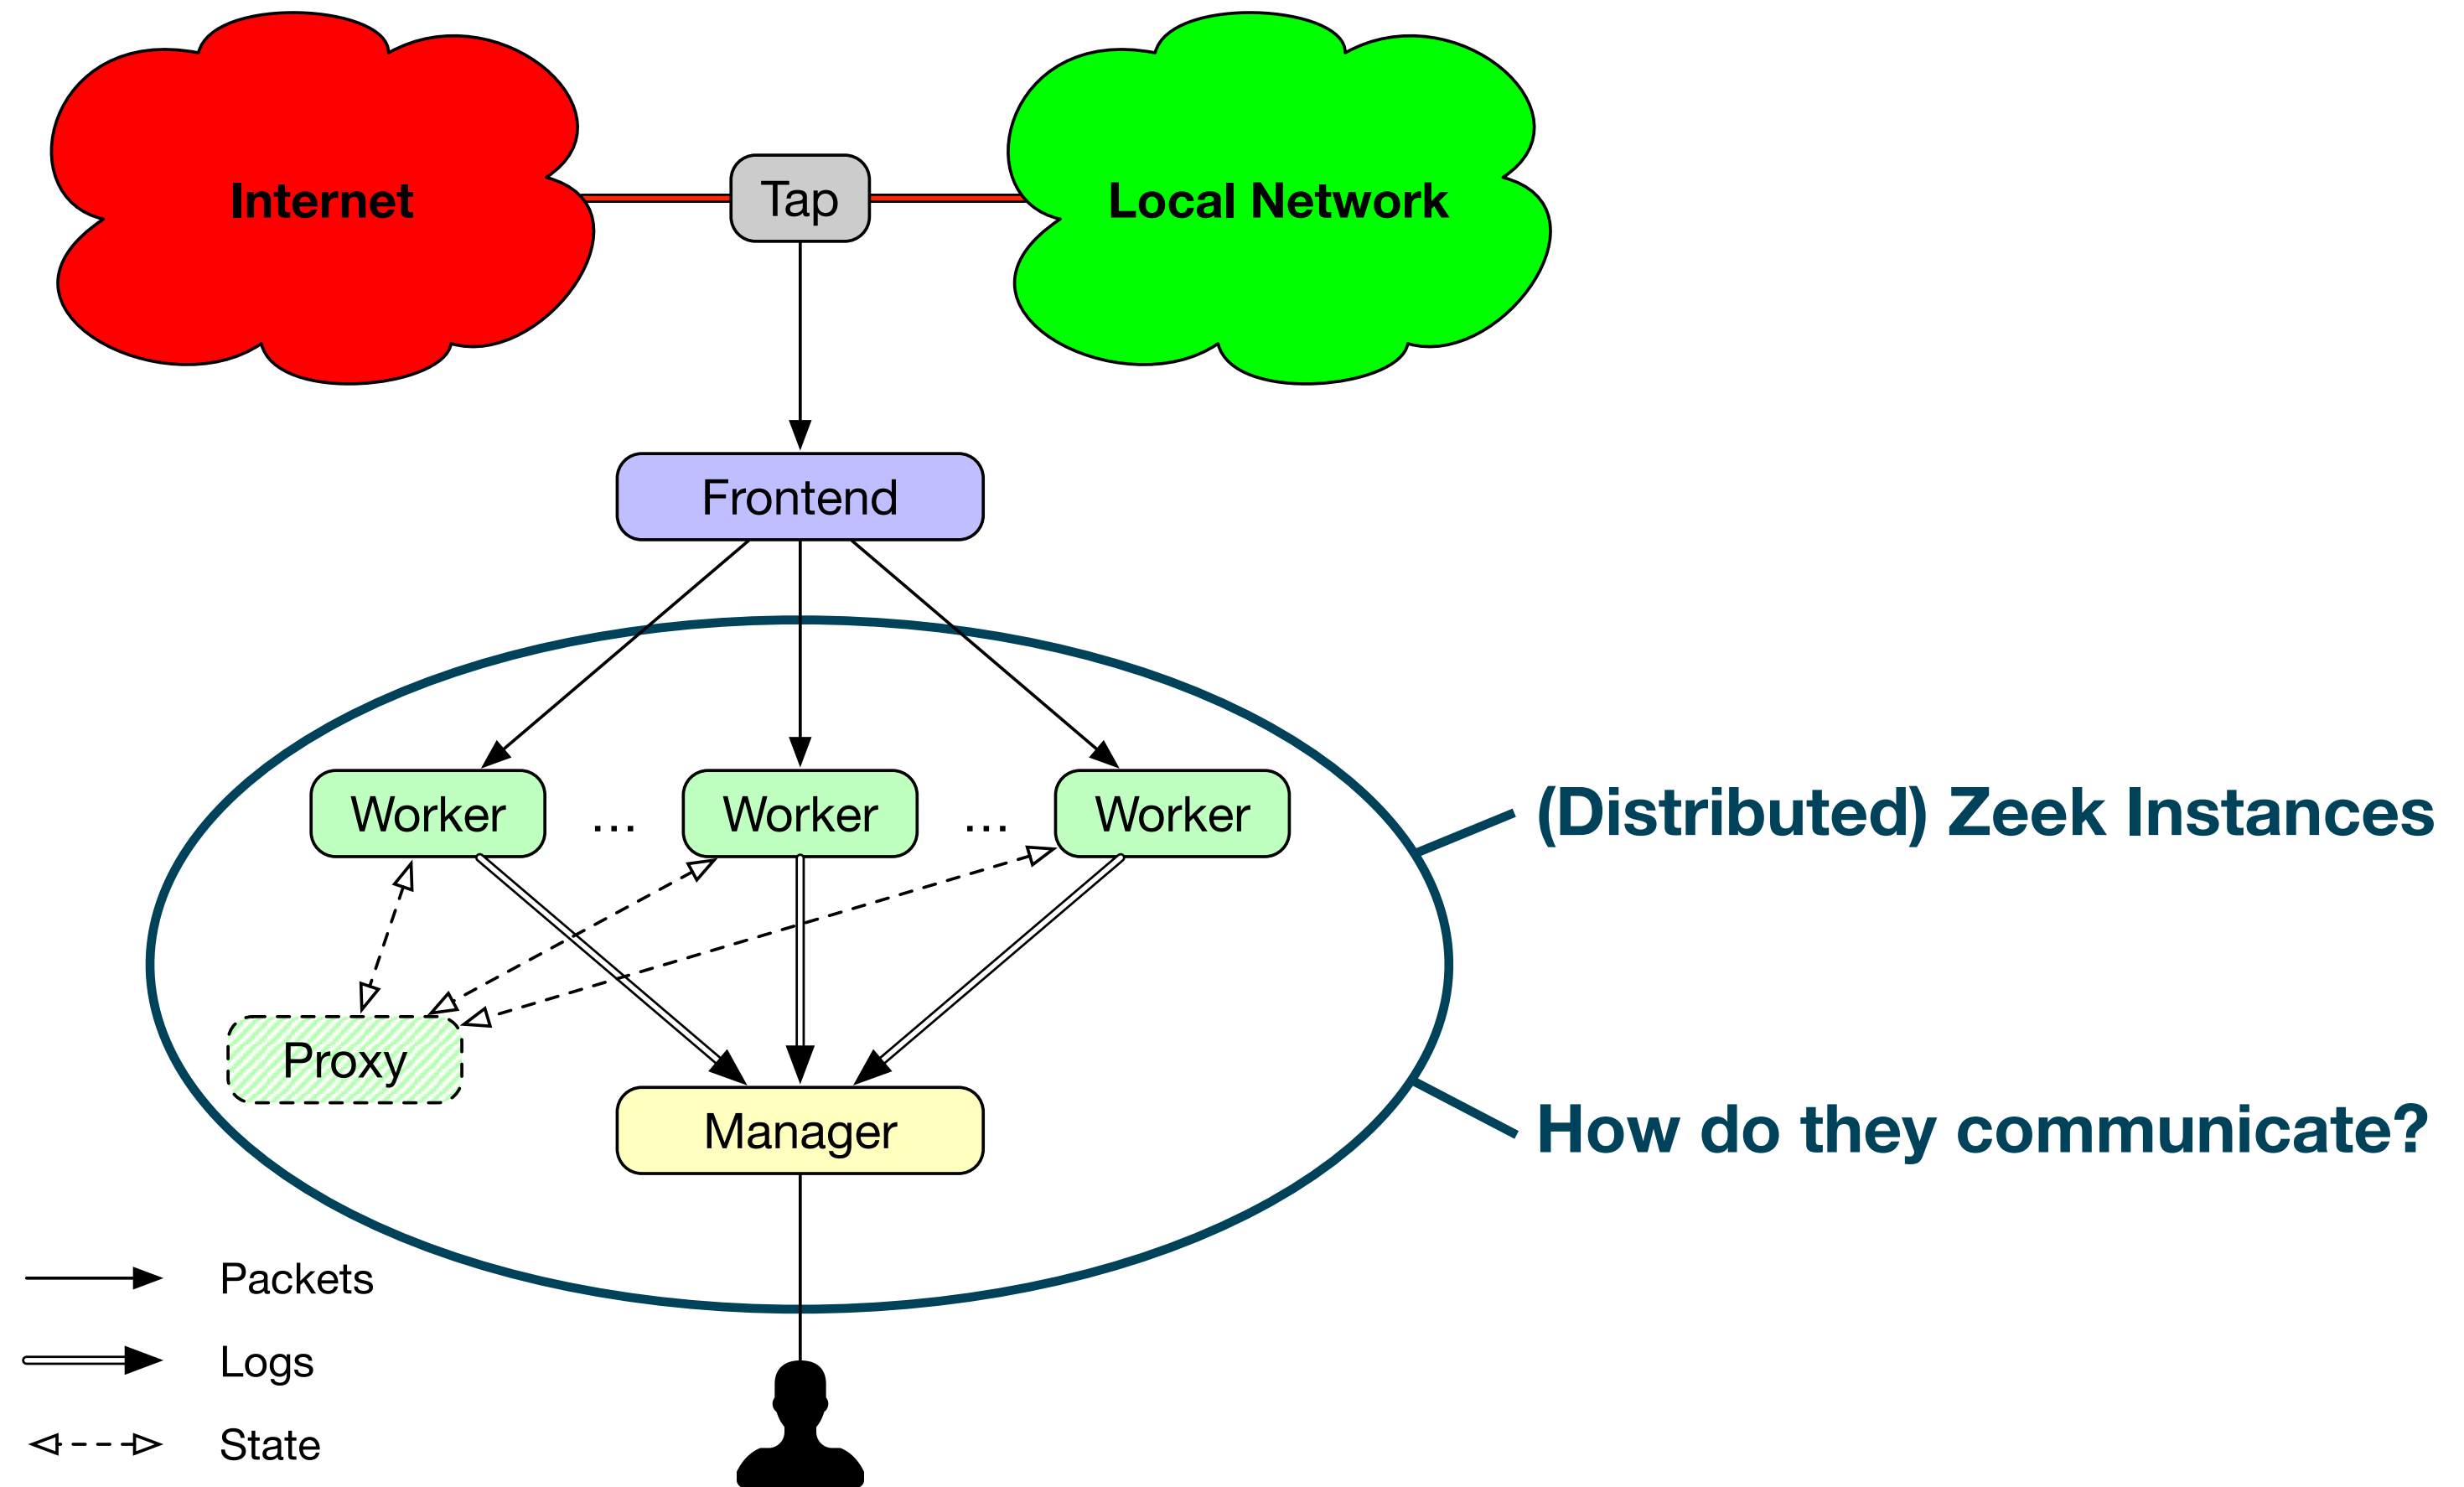 Internet
Tap
Local Network
Frontend
Worker
...
Worker
...
Worker
(Distributed) Zeek Instances
Proxy
Manager
How do they communicate?
Packets
Logs
State